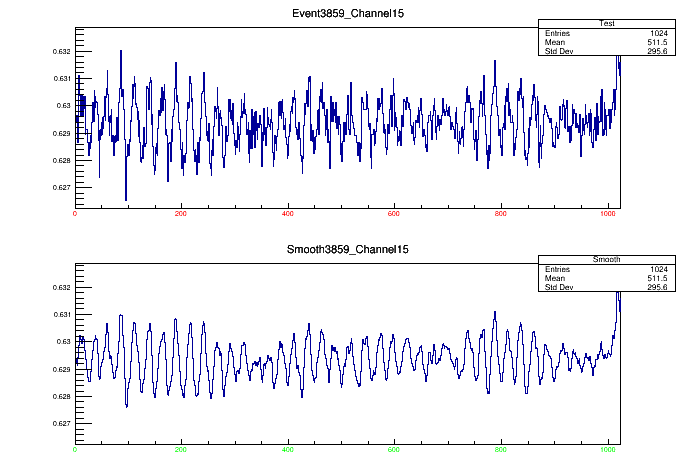 Event3859_Channel15
Test
Entries 1024
Mean 511.5
Std Dev 295.6
0.632
0.631
0.63
0.629
0.628
0.627
0 200 400 600 800 1000
Smooth3859_Channel15
Smooth
Entries 1024
Mean 511.5
Std Dev 295.6
0.632
0.631
0.63
0.629
0.628
0.627
0 200 400 600 800 1000